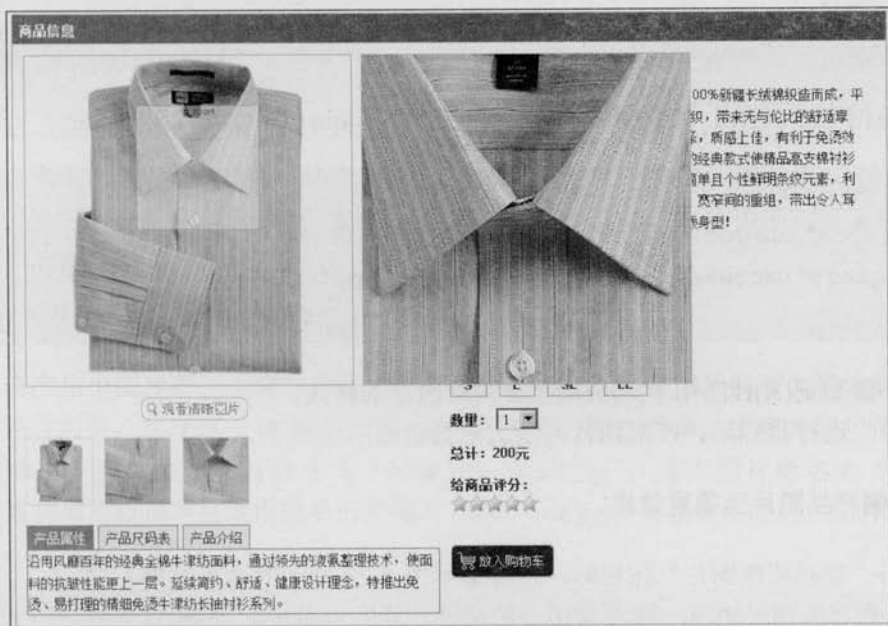 商品信息
00%新疆长绒棉织造而成，平
织，带来无与伦比的舒适享
质感上佳，有利于免烫效
的经典款式使精品高支棉衬衫
简单且个性鲜明条纹元素，利
宽窄间的重组，带出令人耳
身型！
观看清晰图片
S L XL LL
数量： 1
总计：200元
给商品评分：
产品属性 产品尺码表 产品介绍
放入购物车
沿用风靡百年的经典全棉牛津纺面料，通过领先的液氨整理技术，使面
料的抗皱性能更上一层。延续简约、舒适、健康设计理念，特推出免
烫、易打理的精细免烫牛津纺长袖衬衫系列。